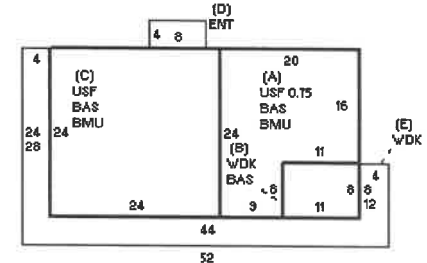 (D)
ENT
4 8
4
20
(C)
USF
BAS
BMU
(A)
USF 0.75
BAS
BMU
16
(E)
WDK
24
28
24
24
(B)
WDK
BAS
11
4
8
8
8
12
24
9
11
44
52